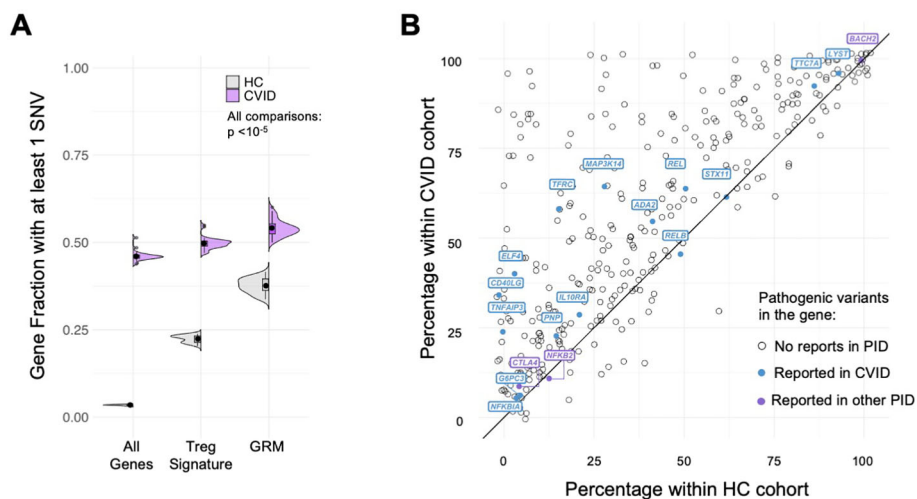 A
Gene Fraction with at least 1 SNV
1.00
0.75
0.50
0.25
0.00
HC
CVID
All comparisons:
p <10-5
All
Genes
Treg
Signature
GRM
B
Percentage within CVID cohort
100
75
50
25
0
BACH2
LYST
TTC7A
MAP3K14
REL
STX11
TFRC
ADA2
RELB
ELF4
CD40LG
IL10RA
TNFAIP3
PNP
CTLA4
NFKB2
G6PC3
NFKBIA
Pathogenic variants
in the gene:
No reports in PID
Reported in CVID
Reported in other PID
0
25
50
75
100
Percentage within HC cohort